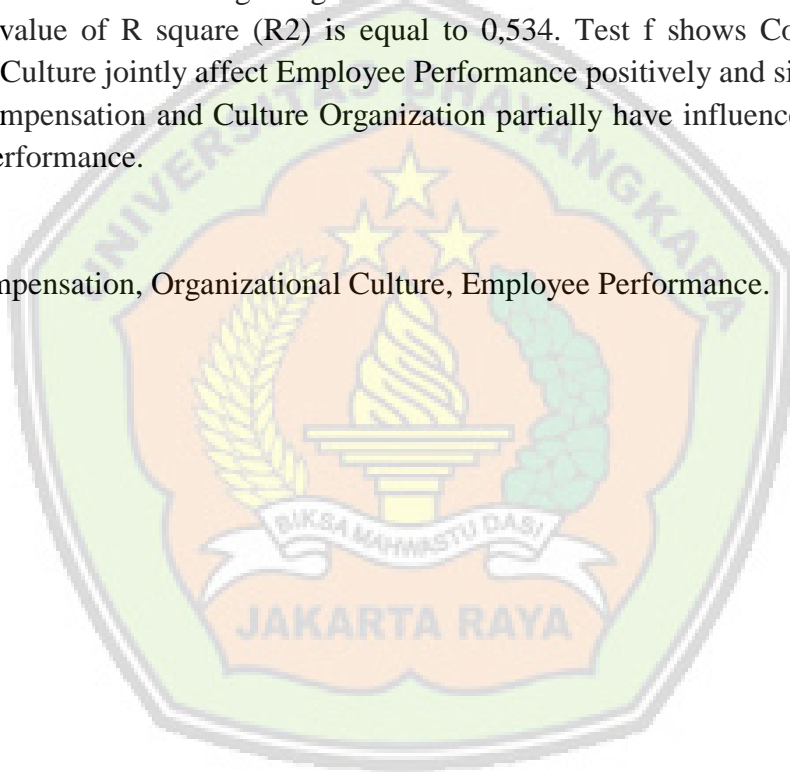 value of R square (R2) is equal to 0,534. Test f shows Co
Culture jointly affect Employee Performance positively and si
mpensation and Culture Organization partially have influence
erformance.
mpensation, Organizational Culture, Employee Performance.
UNIVERSITAS BHAYANGKARA
BIKSA MAHWASTU DASI
JAKARTA RAYA